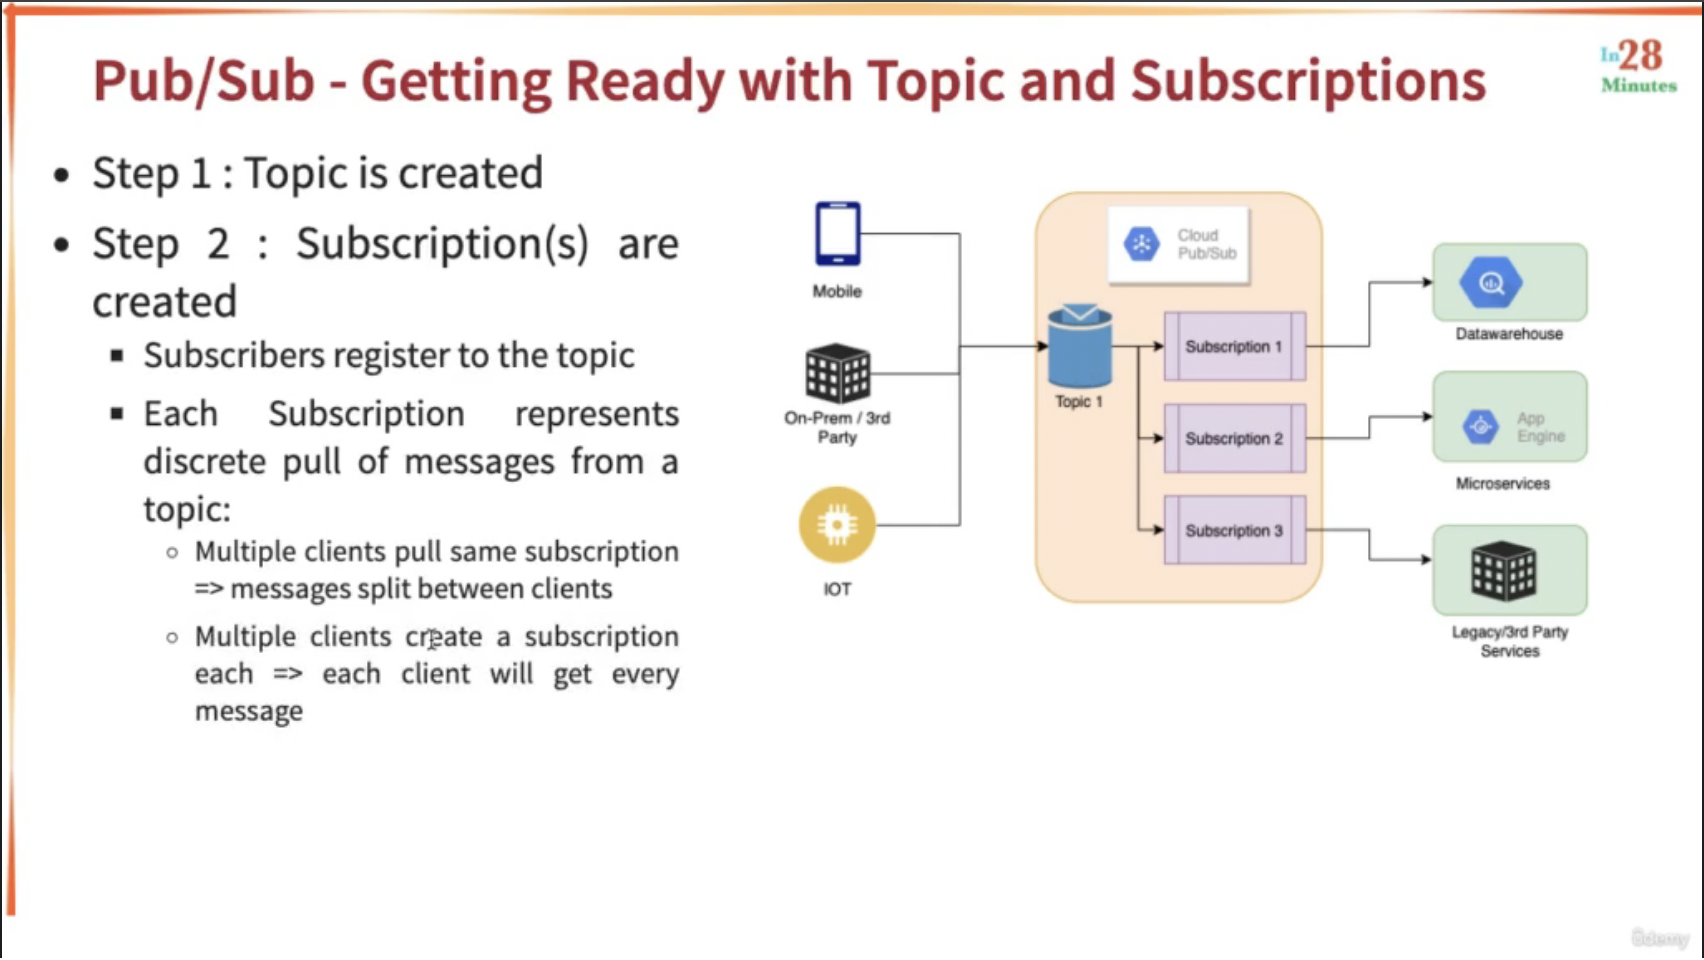 Pub/Sub - Getting Ready with Topic and Subscriptions
In28
Minutes
Step 1 : Topic is created
Step 2 : Subscription(s) are
created
Subscribers register to the topic
Each Subscription represents
discrete pull of messages from a
topic:
Multiple clients pull same subscription
=> messages split between clients
Multiple clients create a subscription
each => each client will get every
message
Mobile
On-Prem / 3rd
Party
IOT
Cloud
Pub/Sub
Topic 1
Subscription 1
Subscription 2
Subscription 3
Datawarehouse
App
Engine
Microservices
Legacy/3rd Party
Services
ûdemy